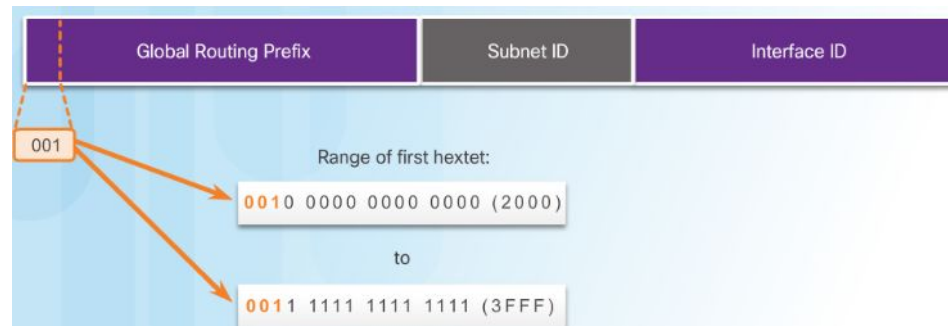 Global Routing Prefix Subnet ID Interface ID
001
Range of first hextet:
0010 0000 0000 0000 (2000)
to
0011 1111 1111 1111 (3FFF)